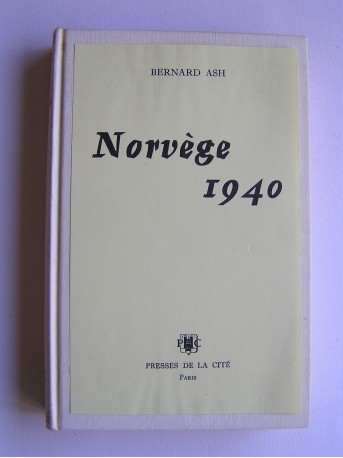 BERNARD ASH
Norvège
1940
P C
PRESSES DE LA CITÉ
PARIS